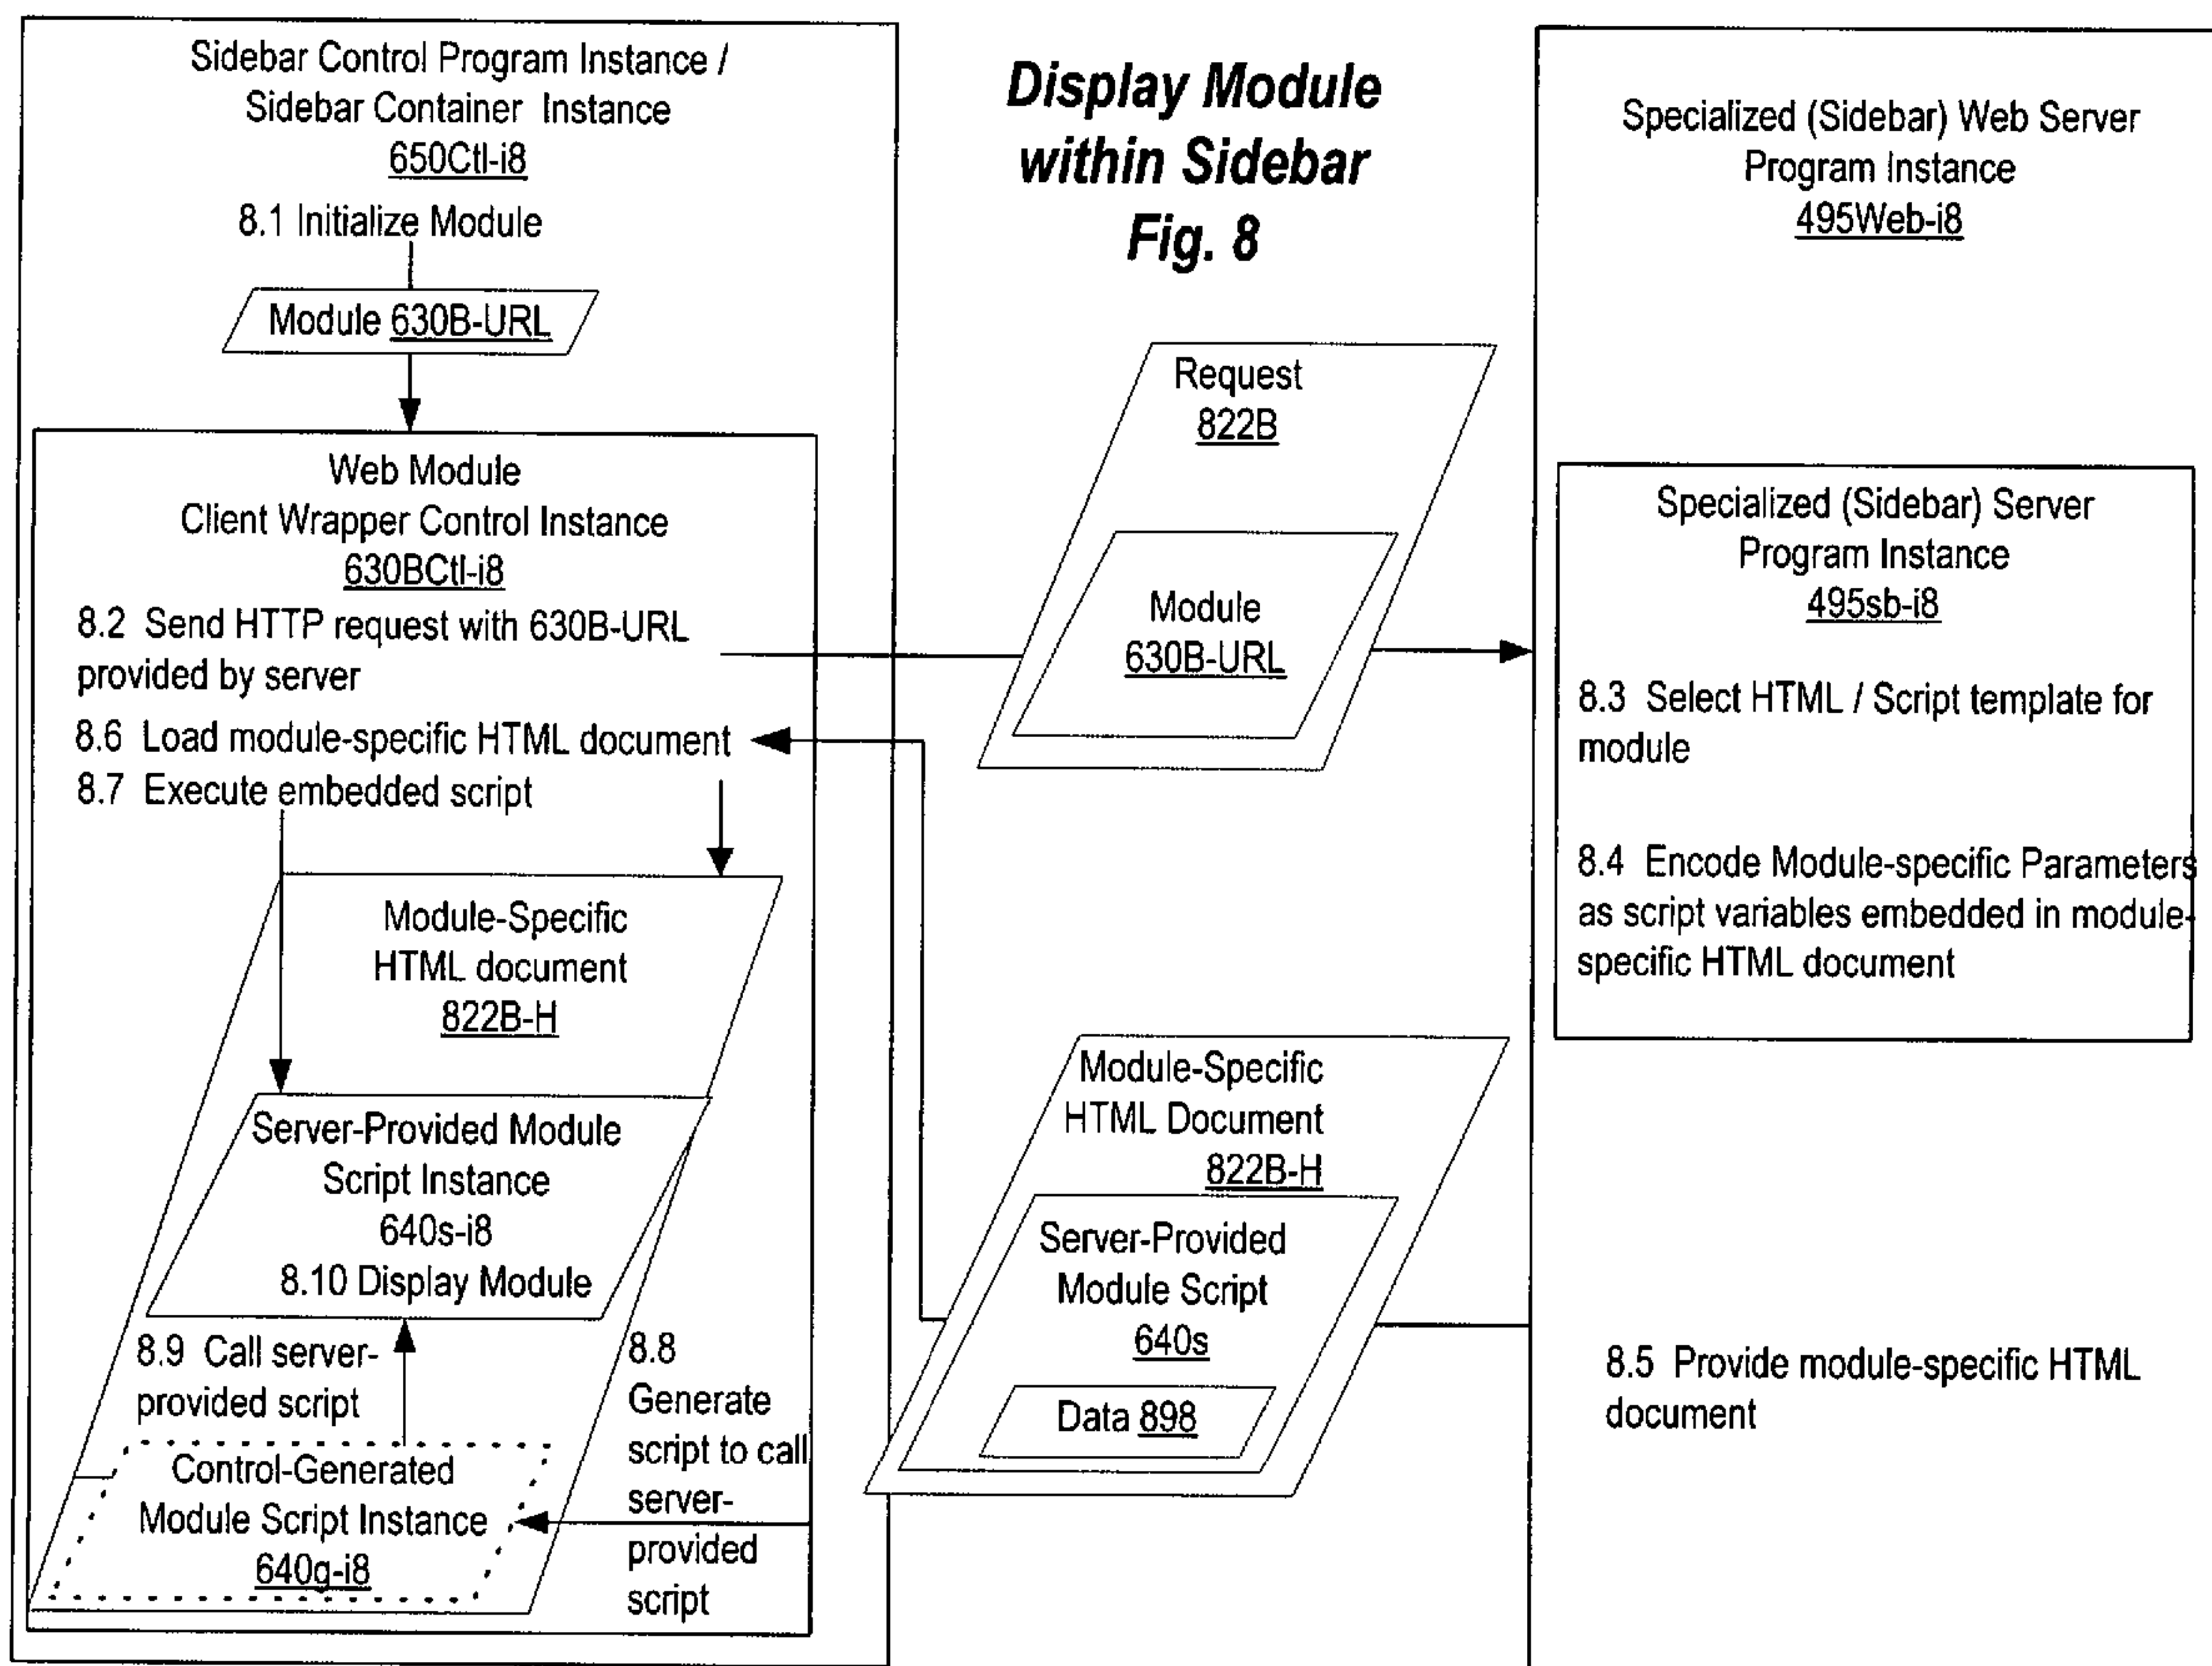 Sidebar Control Program Instance /
Sidebar Container Instance
650Ctl-i8
8.1 Initialize Module
Module 630B-URL
Web Module
Client Wrapper Control Instance
630BCtl-i8
8.2 Send HTTP request with 630B-URL
provided by server
8.6 Load module-specific HTML document
8.7 Execute embedded script
Module-Specific
HTML document
822B-H
Server-Provided Module
Script Instance
640s-i8
8.10 Display Module
8.9 Call server-
provided script
8.8
Generate
script to call
server-
provided
script
Control-Generated
Module Script Instance
640g-i8
Display Module
within Sidebar
Fig. 8
Request
822B
Module
630B-URL
Module-Specific
HTML Document
822B-H
Server-Provided
Module Script
640s
Data 898
Specialized (Sidebar) Web Server
Program Instance
495Web-i8
Specialized (Sidebar) Server
Program Instance
495sb-i8
8.3 Select HTML / Script template for
module
8.4 Encode Module-specific Parameters
as script variables embedded in module-
specific HTML document
8.5 Provide module-specific HTML
document